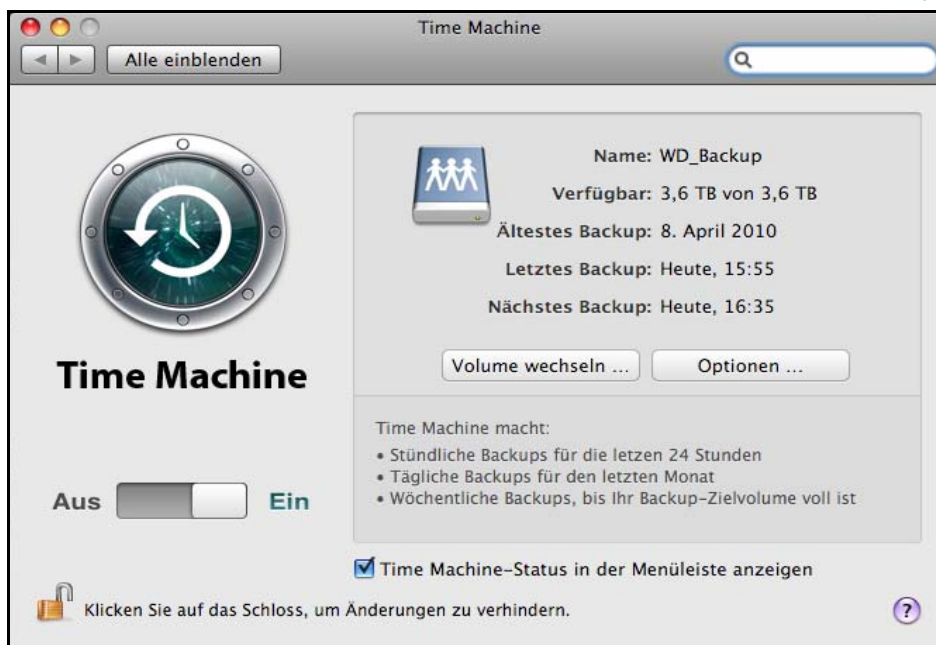 Time Machine
Alle einblenden
Name: WD_Backup
Verfügbar: 3,6 TB von 3,6 TB
Ältestes Backup: 8. April 2010
Letztes Backup: Heute, 15:55
Nächstes Backup: Heute, 16:35
Time Machine
Volume wechseln ... Optionen ...
Time Machine macht:
• Stündliche Backups für die letzen 24 Stunden
• Tägliche Backups für den letzten Monat
• Wöchentliche Backups, bis Ihr Backup-Zielvolume voll ist
Aus Ein
Time Machine-Status in der Menüleiste anzeigen
Klicken Sie auf das Schloss, um Änderungen zu verhindern.
?